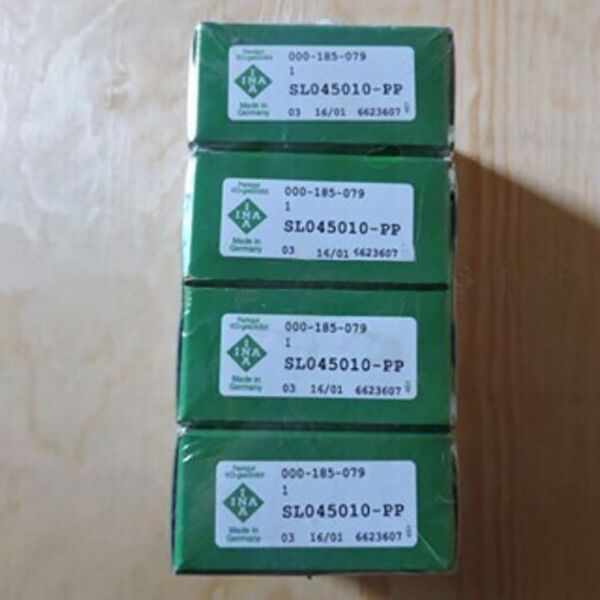 000-185-079
1
INA
SL045010-PP
Made in
Germany
03 16/01 6623607
000-185-079
1
INA
SL045010-PP
Made in
Germany
03 16/01 6623607
000-185-079
1
INA
SL045010-PP
Made in
Germany
03 16/01 6623607
000-185-079
1
INA
SL045010-PP
Made in
Germany
03 16/01 6623607